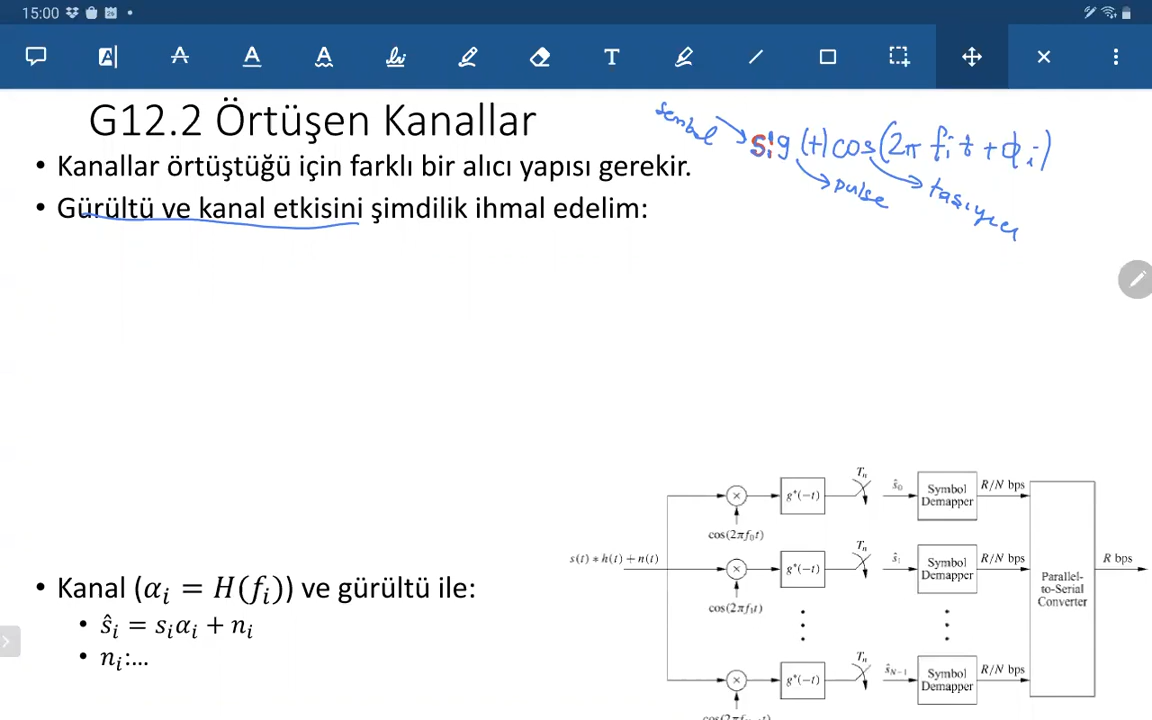 15:00
G12.2 Örtüşen Kanallar
sembol
sᵢg(t)cos(2π fᵢt+ϕᵢ)
pulse
taşıyıcı
• Kanallar örtüştüğü için farklı bir alıcı yapısı gerekir.
• Gürültü ve kanal etkisini şimdilik ihmal edelim:
• Kanal (αᵢ = H(fᵢ)) ve gürültü ile:
• ŝᵢ = sᵢαᵢ + nᵢ
• nᵢ:...
s(t) * h(t) + n(t)
× g*(−t) Tₙ ŝ₀ Symbol Demapper R/N bps
cos(2πf₀t)
× g*(−t) Tₙ ŝ₁ Symbol Demapper R/N bps
cos(2πf₁t)
× g*(−t) Tₙ ŝN−1 Symbol Demapper R/N bps
Parallel-
to-Serial
Converter
R bps